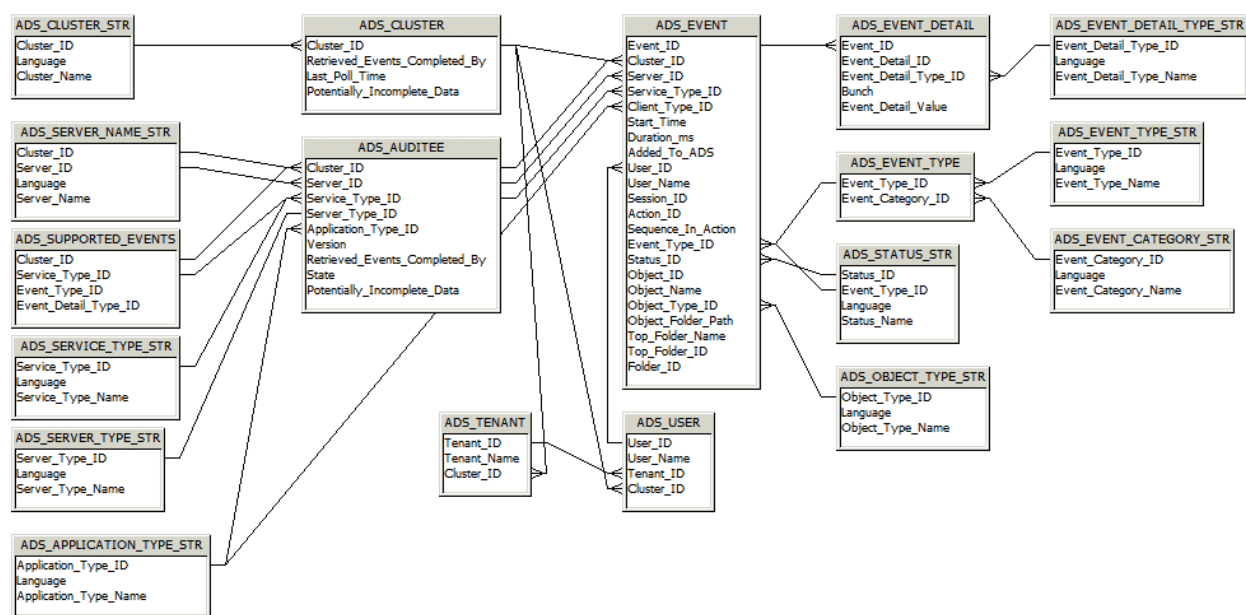 ADS_CLUSTER_STR
Cluster_ID
Language
Cluster_Name
ADS_CLUSTER
Cluster_ID
Retrieved_Events_Completed_By
Last_Poll_Time
Potentially_Incomplete_Data
ADS_EVENT
Event_ID
Cluster_ID
Server_ID
Service_Type_ID
Client_Type_ID
Start_Time
Duration_ms
Added_To_ADS
User_ID
User_Name
Session_ID
Action_ID
Sequence_In_Action
Event_Type_ID
Status_ID
Object_ID
Object_Name
Object_Type_ID
Object_Folder_Path
Top_Folder_Name
Top_Folder_ID
Folder_ID
ADS_EVENT_DETAIL
Event_ID
Event_Detail_ID
Event_Detail_Type_ID
Bunch
Event_Detail_Value
ADS_EVENT_DETAIL_TYPE_STR
Event_Detail_Type_ID
Language
Event_Detail_Type_Name
ADS_SERVER_NAME_STR
Cluster_ID
Server_ID
Language
Server_Name
ADS_AUDITEE
Cluster_ID
Server_ID
Service_Type_ID
Server_Type_ID
Application_Type_ID
Version
Retrieved_Events_Completed_By
State
Potentially_Incomplete_Data
ADS_EVENT_TYPE
Event_Type_ID
Event_Category_ID
ADS_EVENT_TYPE_STR
Event_Type_ID
Language
Event_Type_Name
ADS_SUPPORTED_EVENTS
Cluster_ID
Service_Type_ID
Event_Type_ID
Event_Detail_Type_ID
ADS_STATUS_STR
Status_ID
Event_Type_ID
Language
Status_Name
ADS_EVENT_CATEGORY_STR
Event_Category_ID
Language
Event_Category_Name
ADS_SERVICE_TYPE_STR
Service_Type_ID
Language
Service_Type_Name
ADS_OBJECT_TYPE_STR
Object_Type_ID
Language
Object_Type_Name
ADS_SERVER_TYPE_STR
Server_Type_ID
Language
Server_Type_Name
ADS_TENANT
Tenant_ID
Tenant_Name
Cluster_ID
ADS_USER
User_ID
User_Name
Tenant_ID
Cluster_ID
ADS_APPLICATION_TYPE_STR
Application_Type_ID
Language
Application_Type_Name